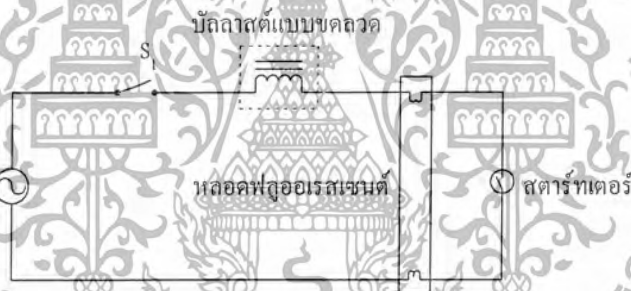 บัลลาสต์แบบขดลวด
S1
หลอดฟลูออเรสเซนต์
สตาร์ทเตอร์